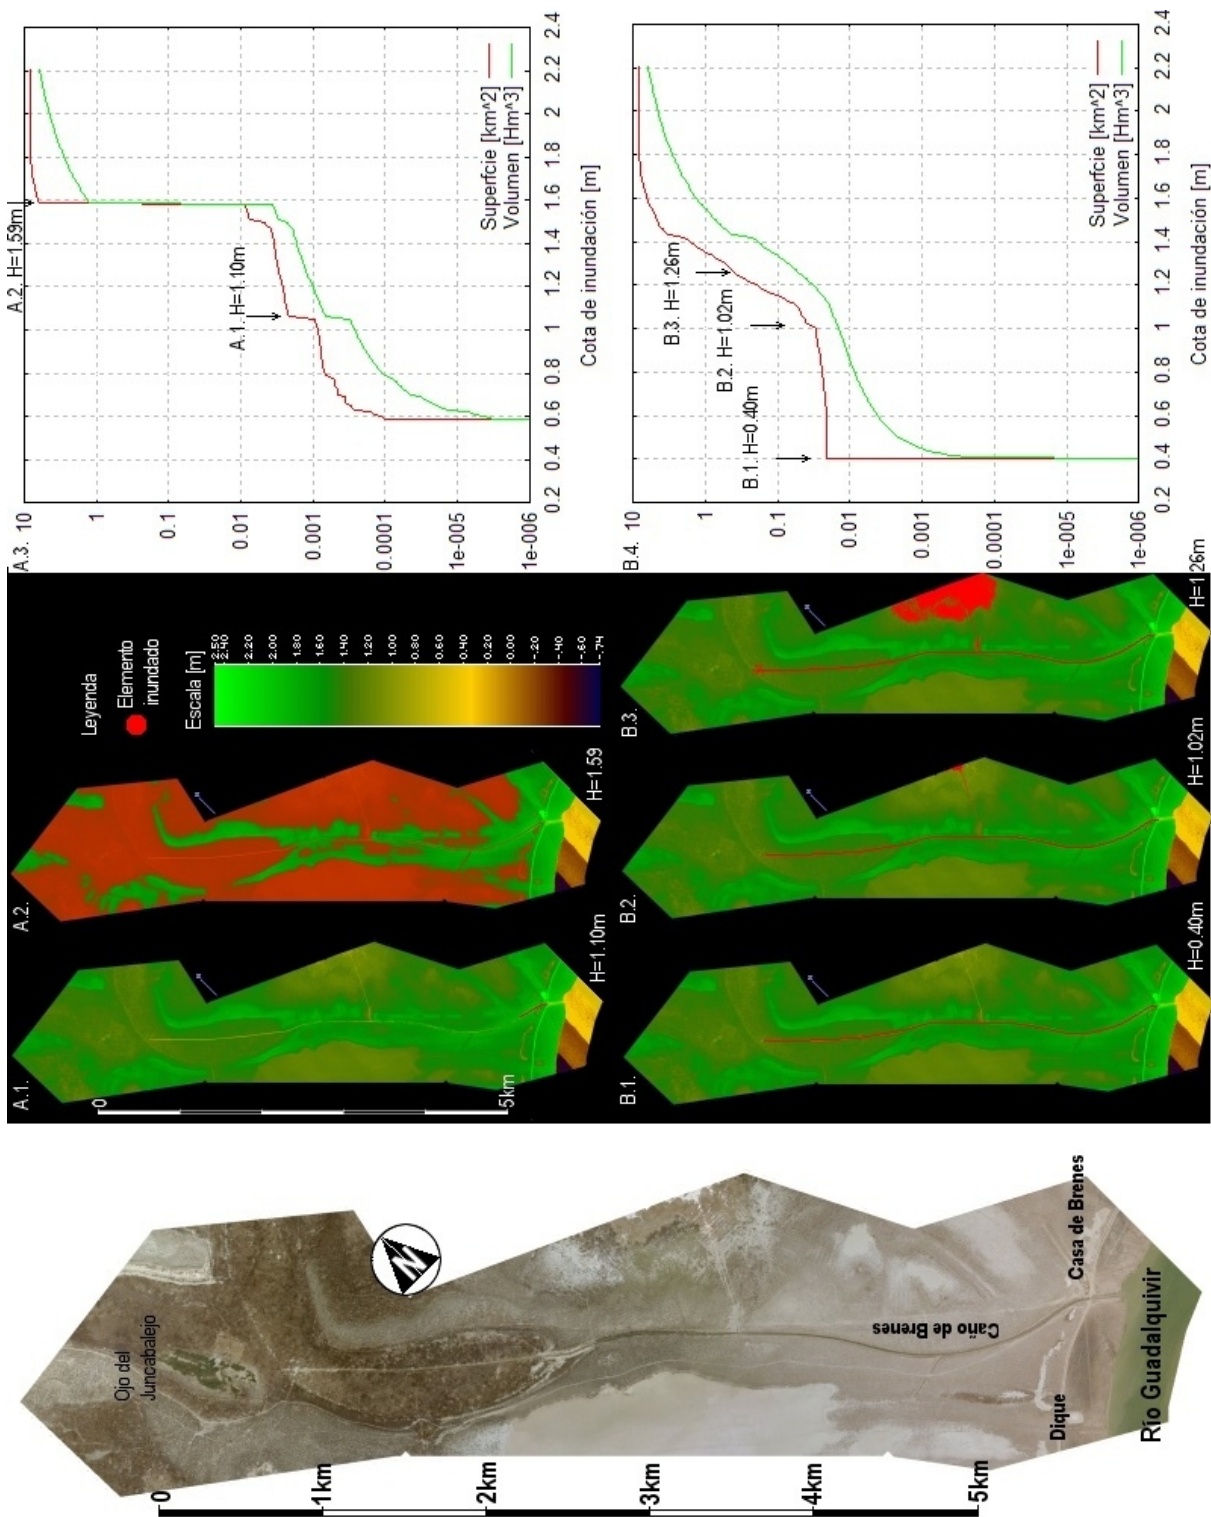 Ojo del
Juncabalejo
N
Caño de Brenes
Casa de Brenes
Dique
Río Guadalquivir
0
1km
2km
3km
4km
5km
A.1.
H=1.10m
0
5km
A.2.
H=1.59
Leyenda
Elemento
inundado
Escala [m]
2.50
2.40
2.20
2.00
1.80
1.60
1.40
1.20
1.00
0.80
0.60
0.40
0.20
0.00
-.20
-.40
-.60
-.74
B.1.
H=0.40m
B.2.
H=1.02m
B.3.
H=1.26m
A.3.
10
1
0.1
0.01
0.001
0.0001
1e-005
1e-006
A.2. H=1.59m
A.1. H=1.10m
Superfcie [km^2]
Volumen [Hm^3]
0.2 0.4 0.6 0.8 1 1.2 1.4 1.6 1.8 2 2.2 2.4
Cota de inundación [m]
B.4.
10
1
0.1
0.01
0.001
0.0001
1e-005
1e-006
B.3. H=1.26m
B.2. H=1.02m
B.1. H=0.40m
Superfcie [km^2]
Volumen [Hm^3]
0.2 0.4 0.6 0.8 1 1.2 1.4 1.6 1.8 2 2.2 2.4
Cota de inundación [m]